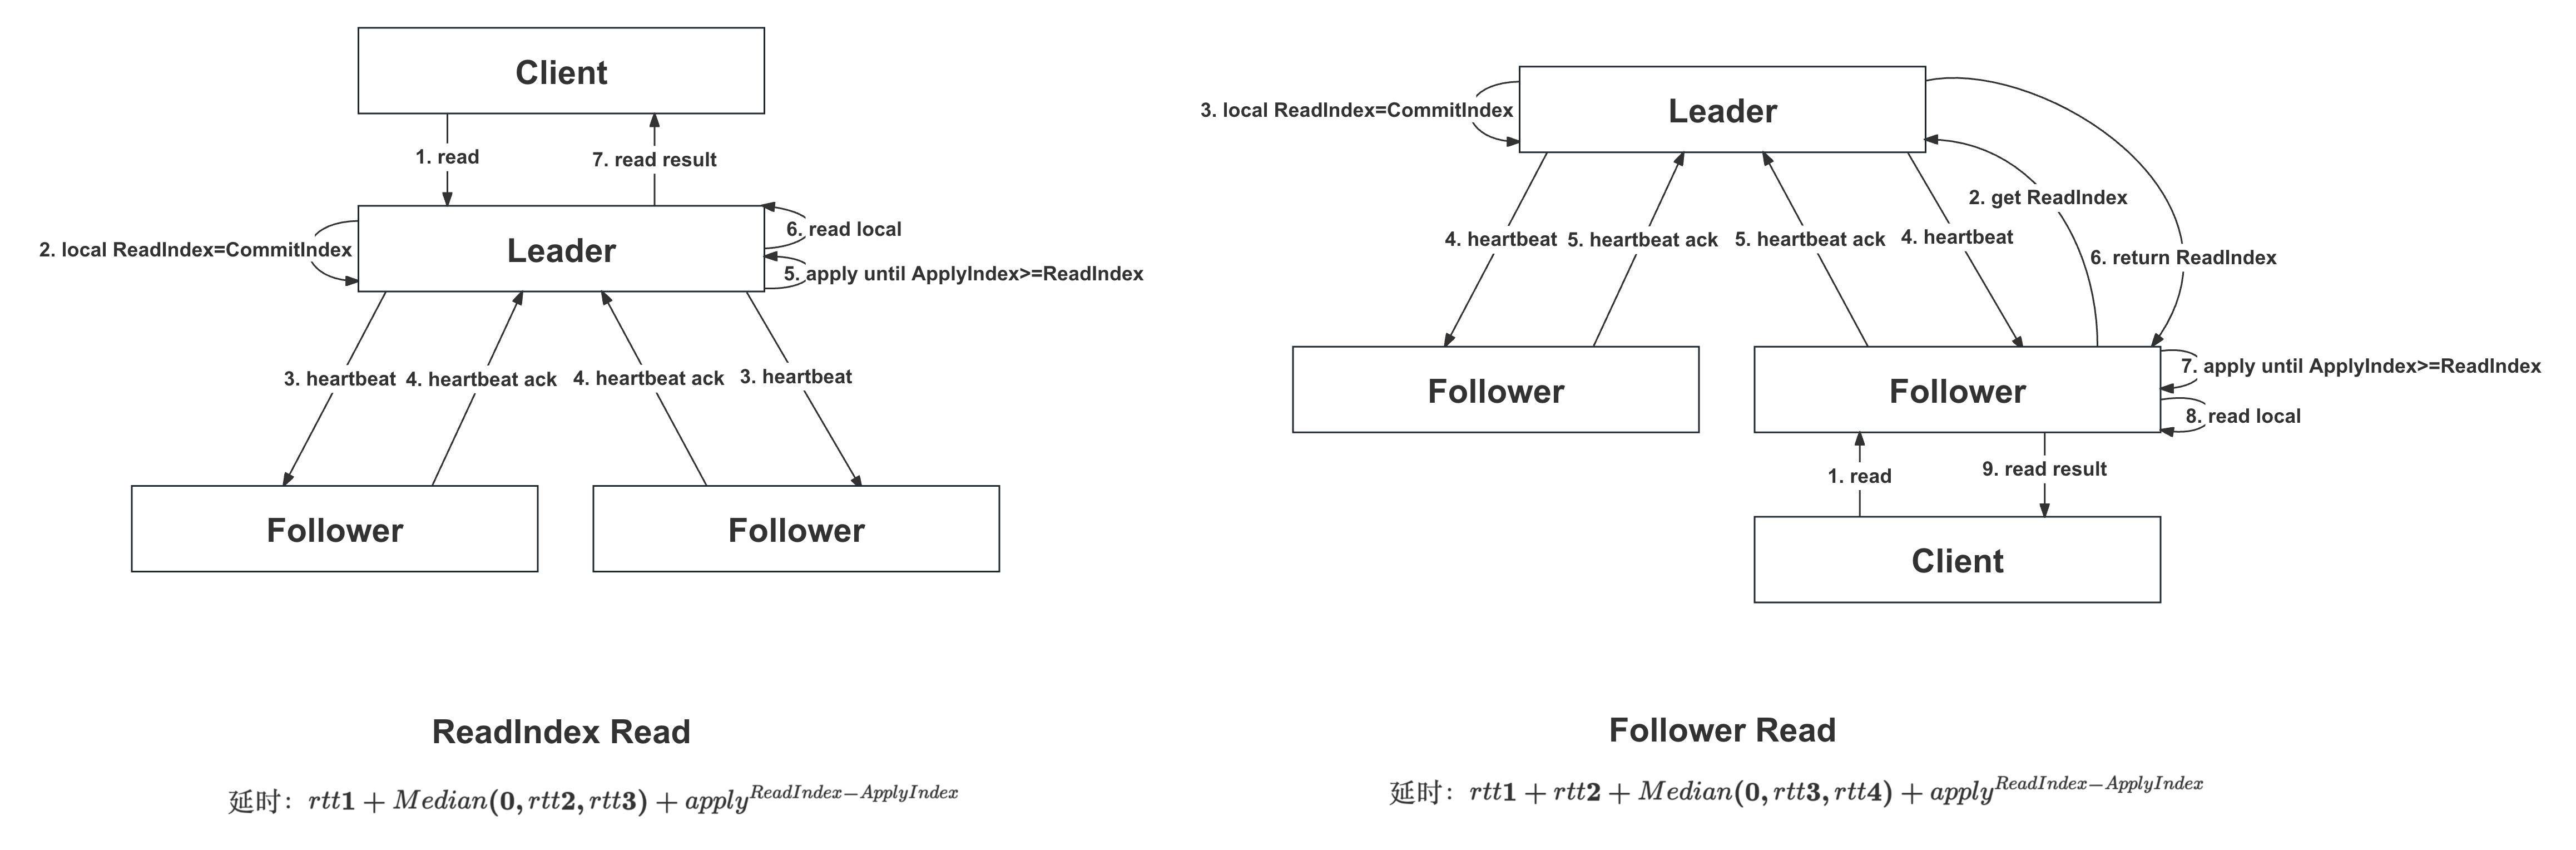 Client
1. read
7. read result
2. local ReadIndex=CommitIndex
Leader
6. read local
5. apply until ApplyIndex>=ReadIndex
3. heartbeat
4. heartbeat ack
4. heartbeat ack
3. heartbeat
Follower
Follower
ReadIndex Read
延时：rtt1 + Median(0, rtt2, rtt3) + apply^{ReadIndex−ApplyIndex}
3. local ReadIndex=CommitIndex
Leader
2. get ReadIndex
4. heartbeat
5. heartbeat ack
5. heartbeat ack
4. heartbeat
6. return ReadIndex
Follower
Follower
7. apply until ApplyIndex>=ReadIndex
8. read local
1. read
9. read result
Client
Follower Read
延时：rtt1 + rtt2 + Median(0, rtt3, rtt4) + apply^{ReadIndex−ApplyIndex}